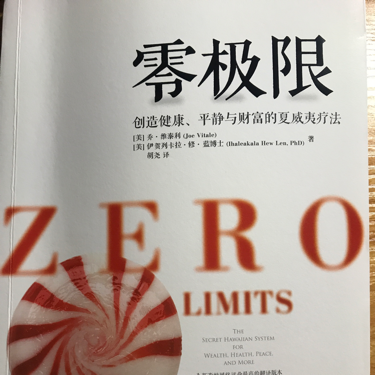 零极限
创造健康、平静与财富的夏威夷疗法
[美] 乔·维泰利 (Joe Vitale)
[美] 伊贺列卡拉·修·蓝博士 (Ihaleakala Hew Len, PhD) 著
胡尧 译
ZERO
LIMITS
THE
SECRET HAWAIIAN SYSTEM
FOR
WEALTH, HEALTH, PEACE,
AND MORE